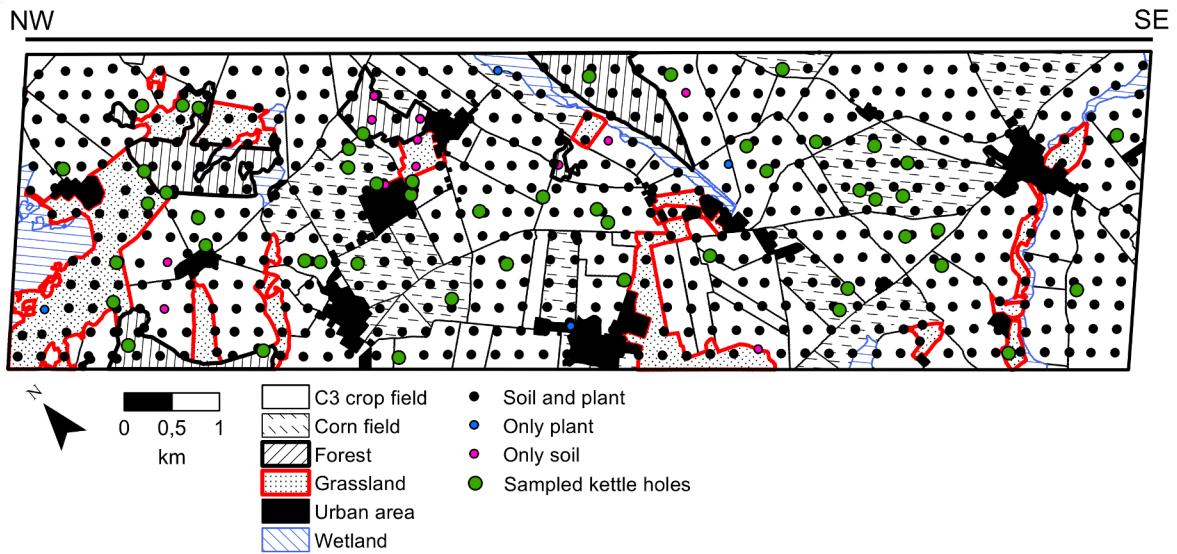 NW SE
N
0 0,5 1
km
C3 crop field
Corn field
Forest
Grassland
Urban area
Wetland
Soil and plant
Only plant
Only soil
Sampled kettle holes